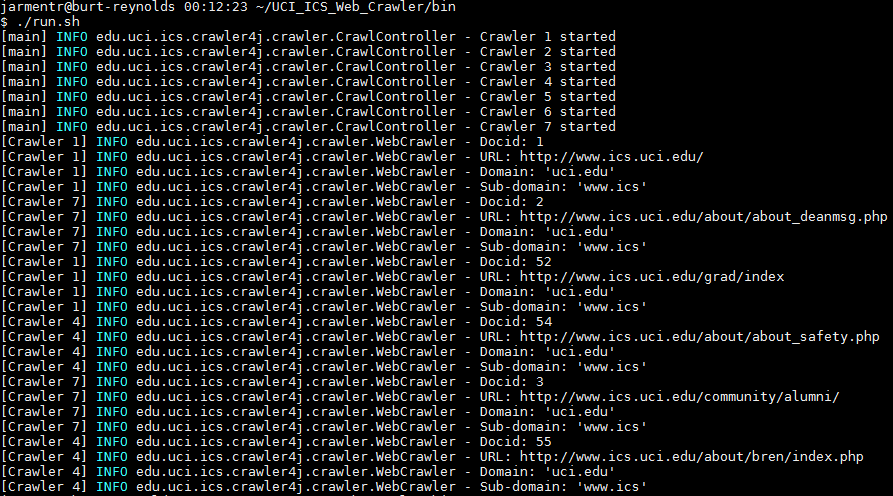 jarmentr@burt-reynolds 00:12:23 ~/UCI_ICS_Web_Crawler/bin
$ ./run.sh
[main] INFO edu.uci.ics.crawler4j.crawler.CrawlController - Crawler 1 started
[main] INFO edu.uci.ics.crawler4j.crawler.CrawlController - Crawler 2 started
[main] INFO edu.uci.ics.crawler4j.crawler.CrawlController - Crawler 3 started
[main] INFO edu.uci.ics.crawler4j.crawler.CrawlController - Crawler 4 started
[main] INFO edu.uci.ics.crawler4j.crawler.CrawlController - Crawler 5 started
[main] INFO edu.uci.ics.crawler4j.crawler.CrawlController - Crawler 6 started
[main] INFO edu.uci.ics.crawler4j.crawler.CrawlController - Crawler 7 started
[Crawler 1] INFO edu.uci.ics.crawler4j.crawler.WebCrawler - Docid: 1
[Crawler 1] INFO edu.uci.ics.crawler4j.crawler.WebCrawler - URL: http://www.ics.uci.edu/
[Crawler 1] INFO edu.uci.ics.crawler4j.crawler.WebCrawler - Domain: 'uci.edu'
[Crawler 1] INFO edu.uci.ics.crawler4j.crawler.WebCrawler - Sub-domain: 'www.ics'
[Crawler 7] INFO edu.uci.ics.crawler4j.crawler.WebCrawler - Docid: 2
[Crawler 7] INFO edu.uci.ics.crawler4j.crawler.WebCrawler - URL: http://www.ics.uci.edu/about/about_deanmsg.php
[Crawler 7] INFO edu.uci.ics.crawler4j.crawler.WebCrawler - Domain: 'uci.edu'
[Crawler 7] INFO edu.uci.ics.crawler4j.crawler.WebCrawler - Sub-domain: 'www.ics'
[Crawler 1] INFO edu.uci.ics.crawler4j.crawler.WebCrawler - Docid: 52
[Crawler 1] INFO edu.uci.ics.crawler4j.crawler.WebCrawler - URL: http://www.ics.uci.edu/grad/index
[Crawler 1] INFO edu.uci.ics.crawler4j.crawler.WebCrawler - Domain: 'uci.edu'
[Crawler 1] INFO edu.uci.ics.crawler4j.crawler.WebCrawler - Sub-domain: 'www.ics'
[Crawler 4] INFO edu.uci.ics.crawler4j.crawler.WebCrawler - Docid: 54
[Crawler 4] INFO edu.uci.ics.crawler4j.crawler.WebCrawler - URL: http://www.ics.uci.edu/about/about_safety.php
[Crawler 4] INFO edu.uci.ics.crawler4j.crawler.WebCrawler - Domain: 'uci.edu'
[Crawler 4] INFO edu.uci.ics.crawler4j.crawler.WebCrawler - Sub-domain: 'www.ics'
[Crawler 7] INFO edu.uci.ics.crawler4j.crawler.WebCrawler - Docid: 3
[Crawler 7] INFO edu.uci.ics.crawler4j.crawler.WebCrawler - URL: http://www.ics.uci.edu/community/alumni/
[Crawler 7] INFO edu.uci.ics.crawler4j.crawler.WebCrawler - Domain: 'uci.edu'
[Crawler 7] INFO edu.uci.ics.crawler4j.crawler.WebCrawler - Sub-domain: 'www.ics'
[Crawler 4] INFO edu.uci.ics.crawler4j.crawler.WebCrawler - Docid: 55
[Crawler 4] INFO edu.uci.ics.crawler4j.crawler.WebCrawler - URL: http://www.ics.uci.edu/about/bren/index.php
[Crawler 4] INFO edu.uci.ics.crawler4j.crawler.WebCrawler - Domain: 'uci.edu'
[Crawler 4] INFO edu.uci.ics.crawler4j.crawler.WebCrawler - Sub-domain: 'www.ics'